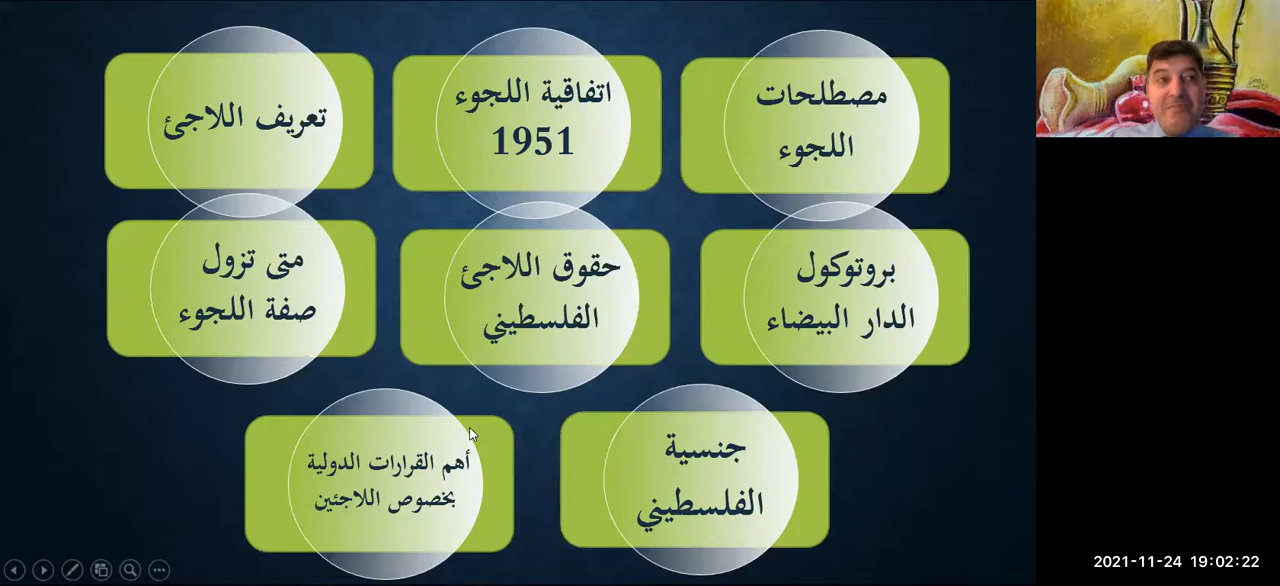 مصطلحات
اللجوء
اتفاقية اللجوء
1951
تعريف اللاجئ
بروتوكول
الدار البيضاء
حقوق اللاجئ
الفلسطيني
متى تزول
صفة اللجوء
جنسية
الفلسطيني
أهم القرارات الدولية
بخصوص اللاجئين
2021-11-24 19:02:22